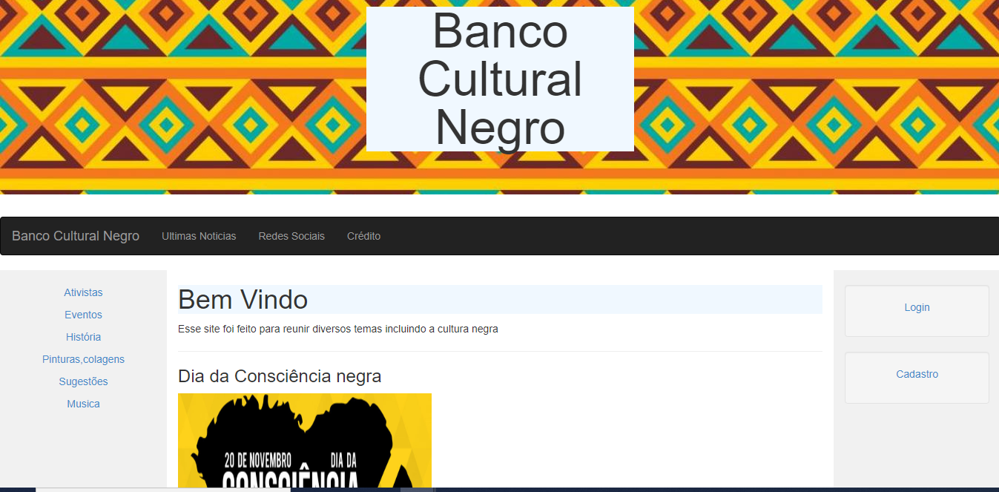 Banco
Cultural
Negro
Banco Cultural Negro Ultimas Noticias Redes Sociais Crédito
Ativistas
Eventos
História
Pinturas,colagens
Sugestões
Musica
Bem Vindo
Esse site foi feito para reunir diversos temas incluindo a cultura negra
Dia da Consciência negra
20 DE NOVEMBRO DIA DA
CONSCIÊNCIA
Login
Cadastro